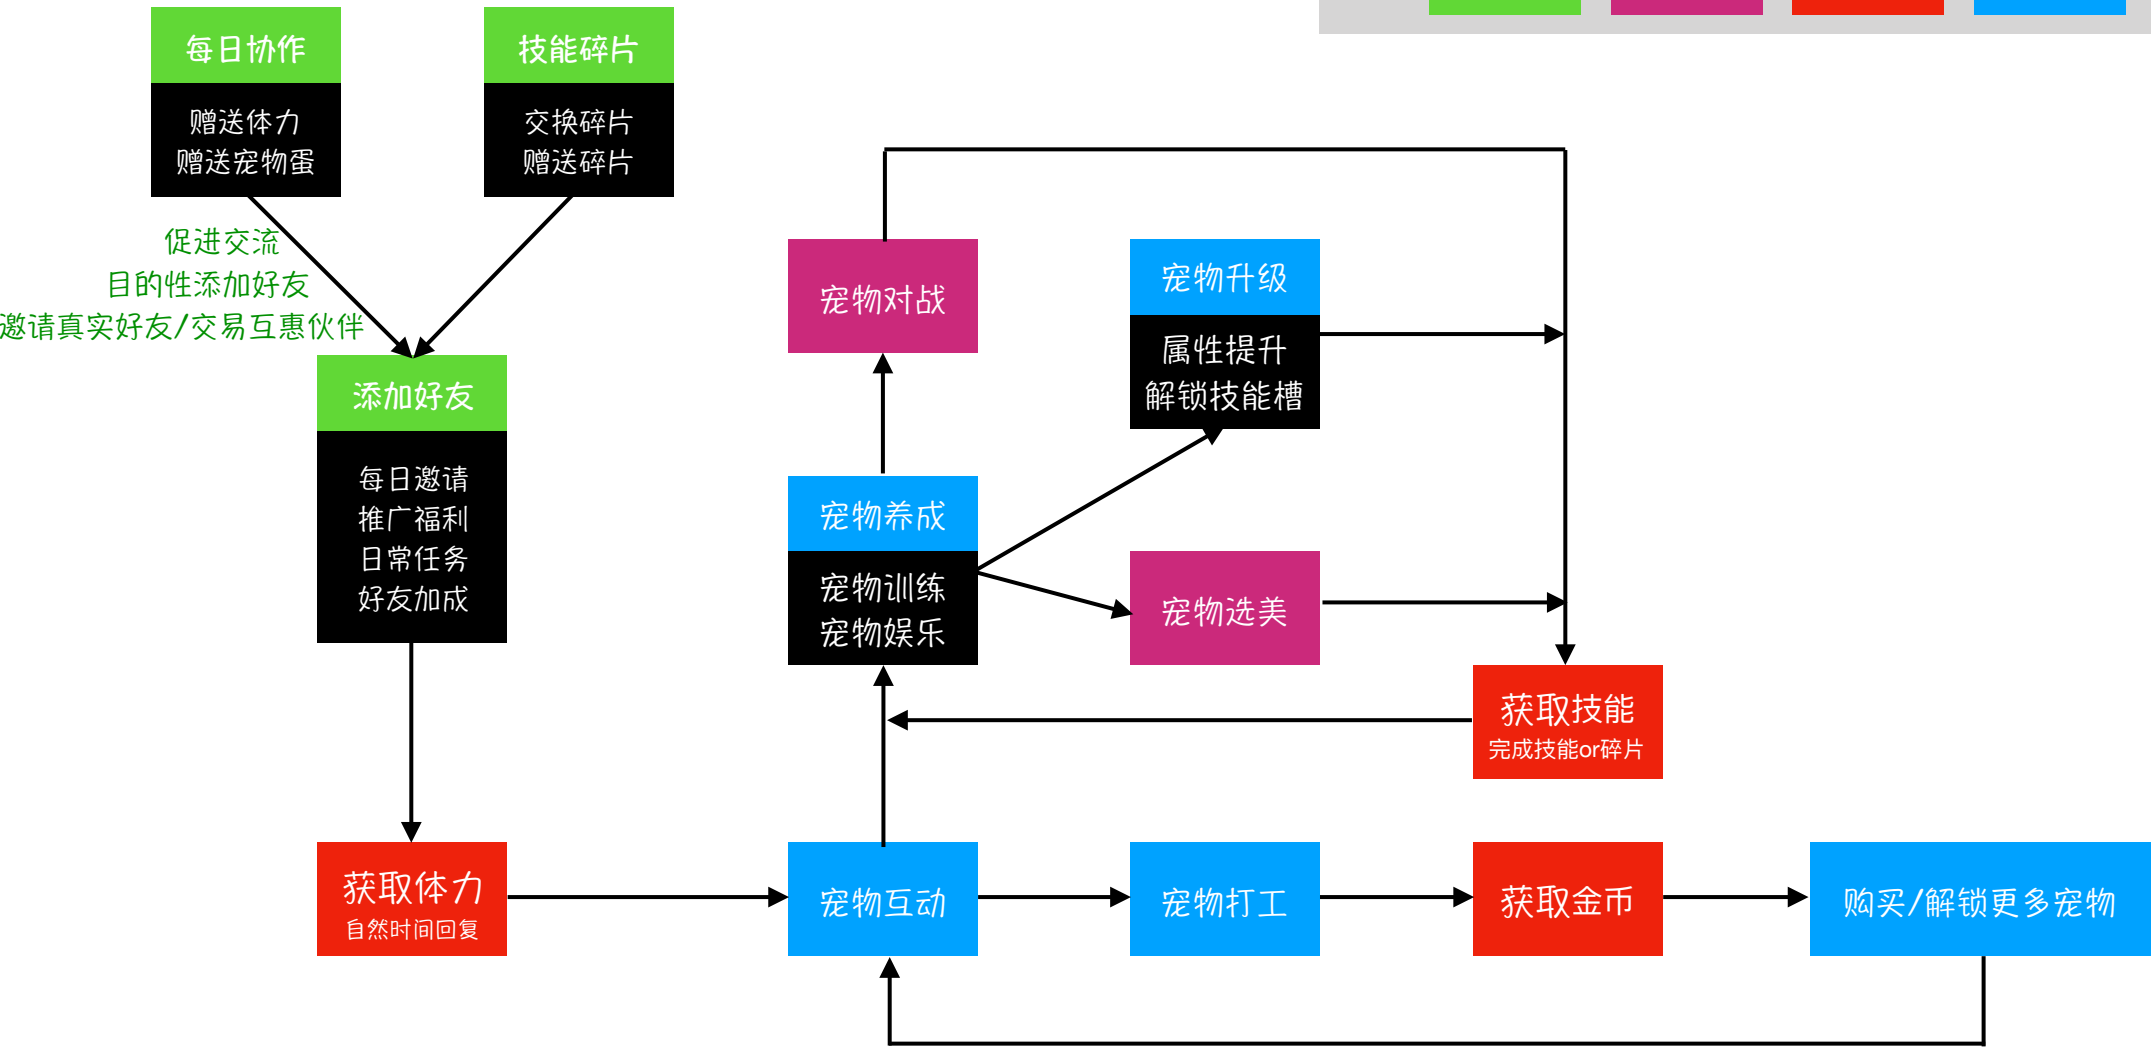 每日协作
赠送体力
赠送宠物蛋
技能碎片
交换碎片
赠送碎片
促进交流
目的性添加好友
邀请真实好友/交易互惠伙伴
添加好友
每日邀请
推广福利
日常任务
好友加成
宠物对战
宠物升级
属性提升
解锁技能槽
宠物养成
宠物训练
宠物娱乐
宠物选美
获取技能
完成技能or碎片
获取体力
自然时间回复
宠物互动
宠物打工
获取金币
购买/解锁更多宠物